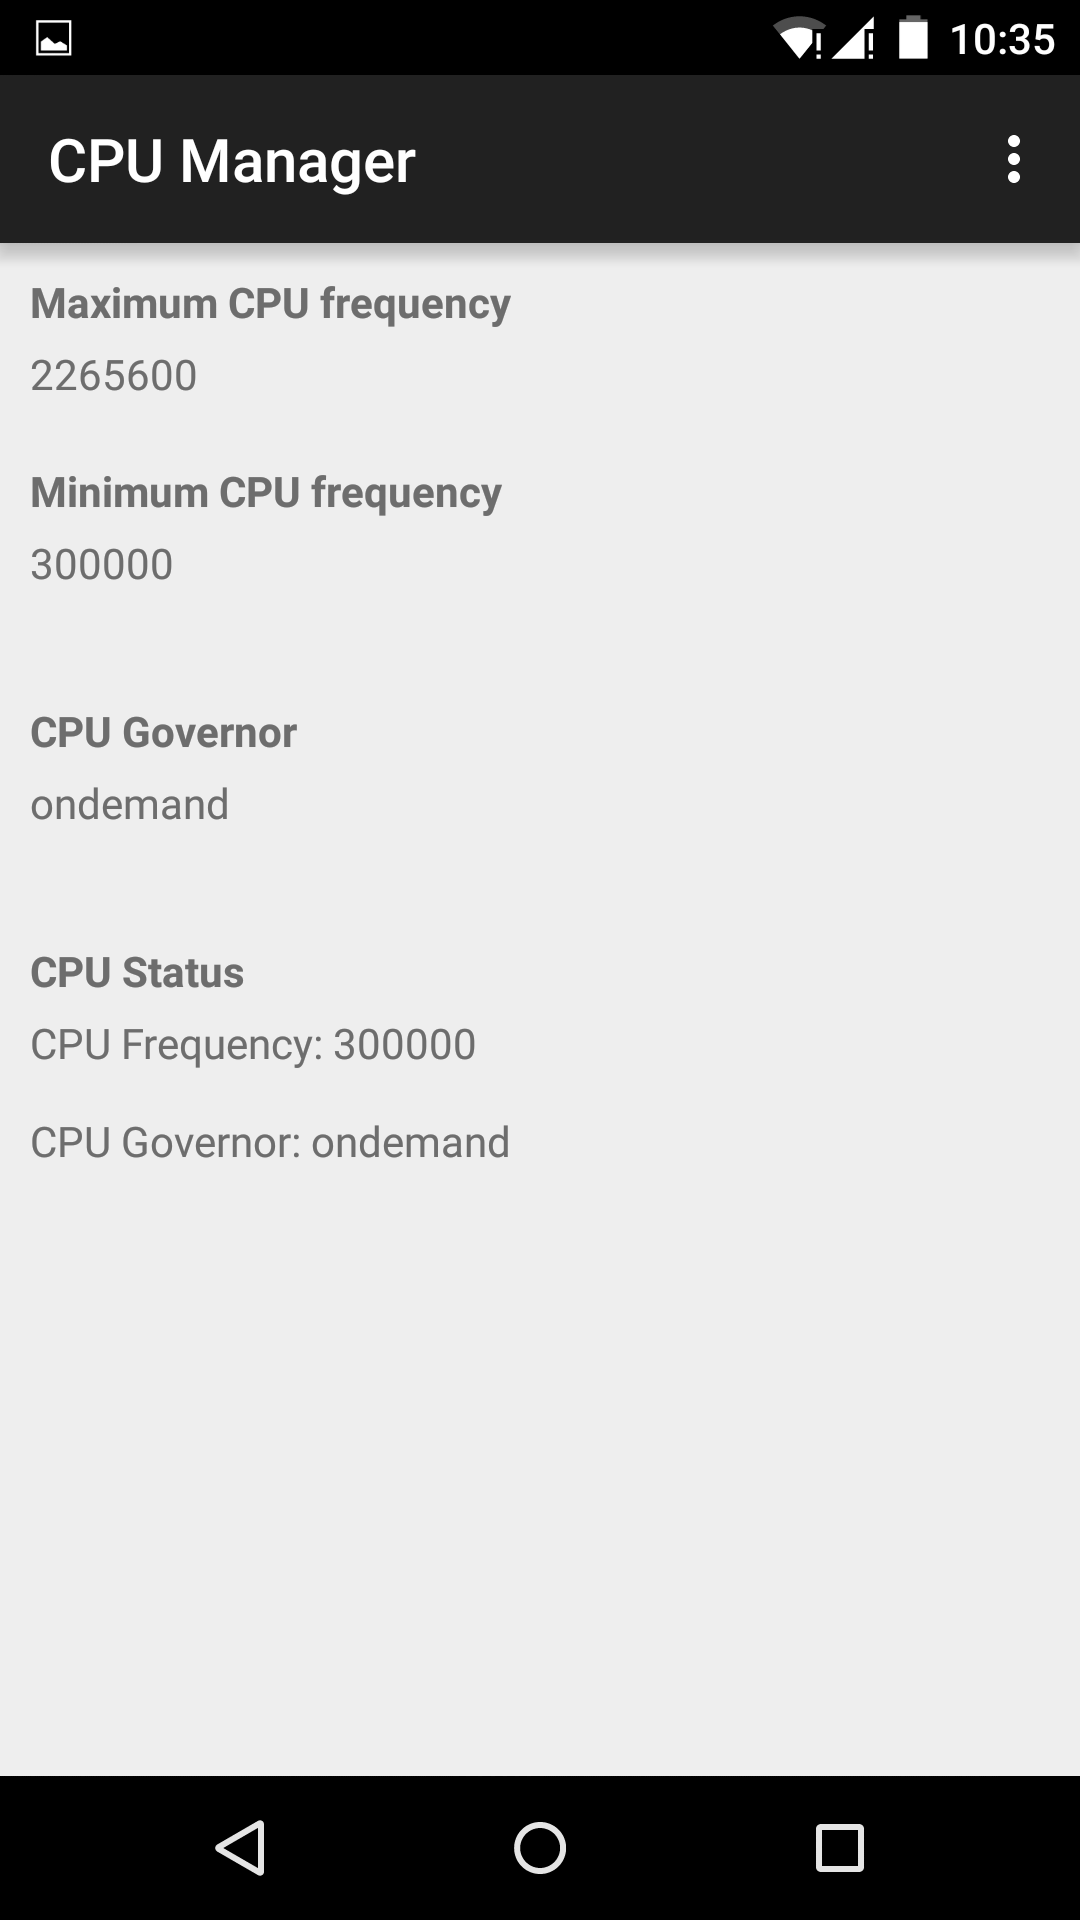 10:35
CPU Manager
Maximum CPU frequency
2265600
Minimum CPU frequency
300000
CPU Governor
ondemand
CPU Status
CPU Frequency: 300000
CPU Governor: ondemand